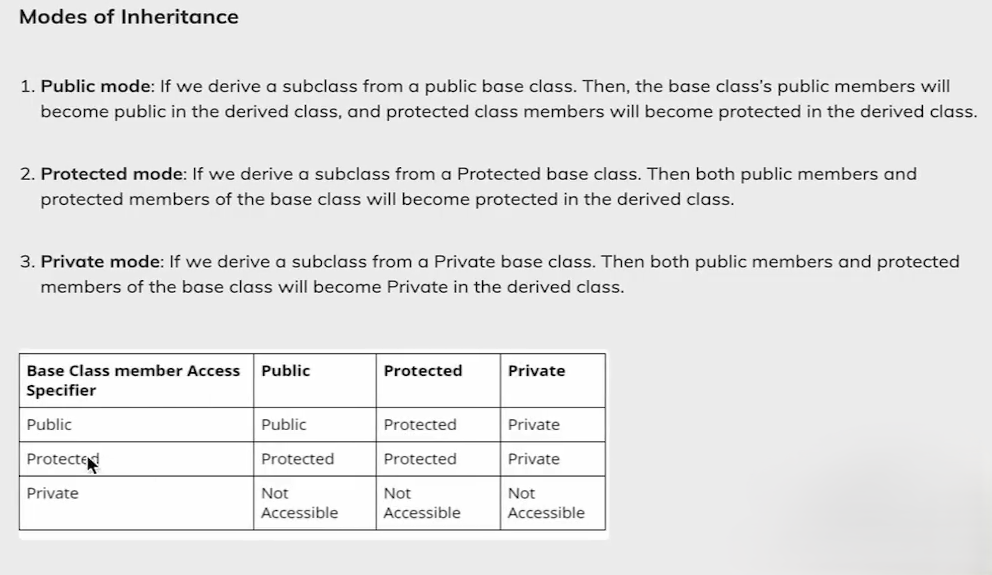 Modes of Inheritance
1. Public mode: If we derive a subclass from a public base class. Then, the base class's public members will
become public in the derived class, and protected class members will become protected in the derived class.
2. Protected mode: If we derive a subclass from a Protected base class. Then both public members and
protected members of the base class will become protected in the derived class.
3. Private mode: If we derive a subclass from a Private base class. Then both public members and protected
members of the base class will become Private in the derived class.
Base Class member Access Specifier Public Protected Private
Public Public Protected Private
Protected Protected Protected Private
Private Not Accessible Not Accessible Not Accessible